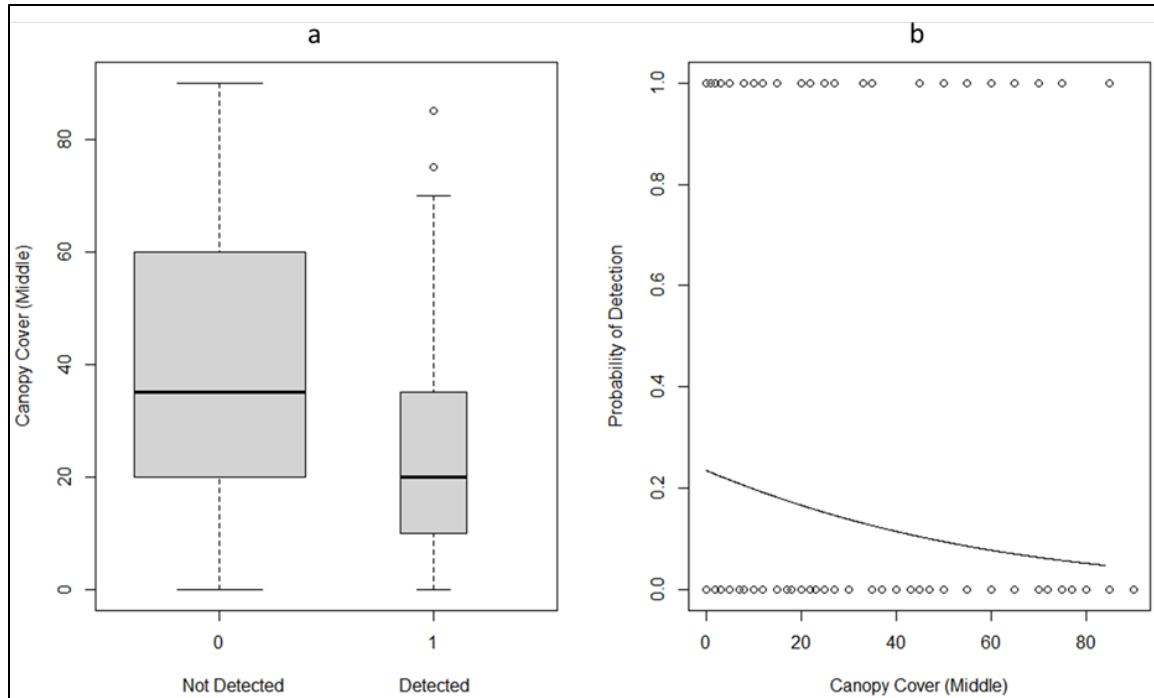 a
Canopy Cover (Middle)
80
60
40
20
0
0
1
Not Detected
Detected
b
Probability of Detection
1.0
0.8
0.6
0.4
0.2
0.0
0
20
40
60
80
Canopy Cover (Middle)